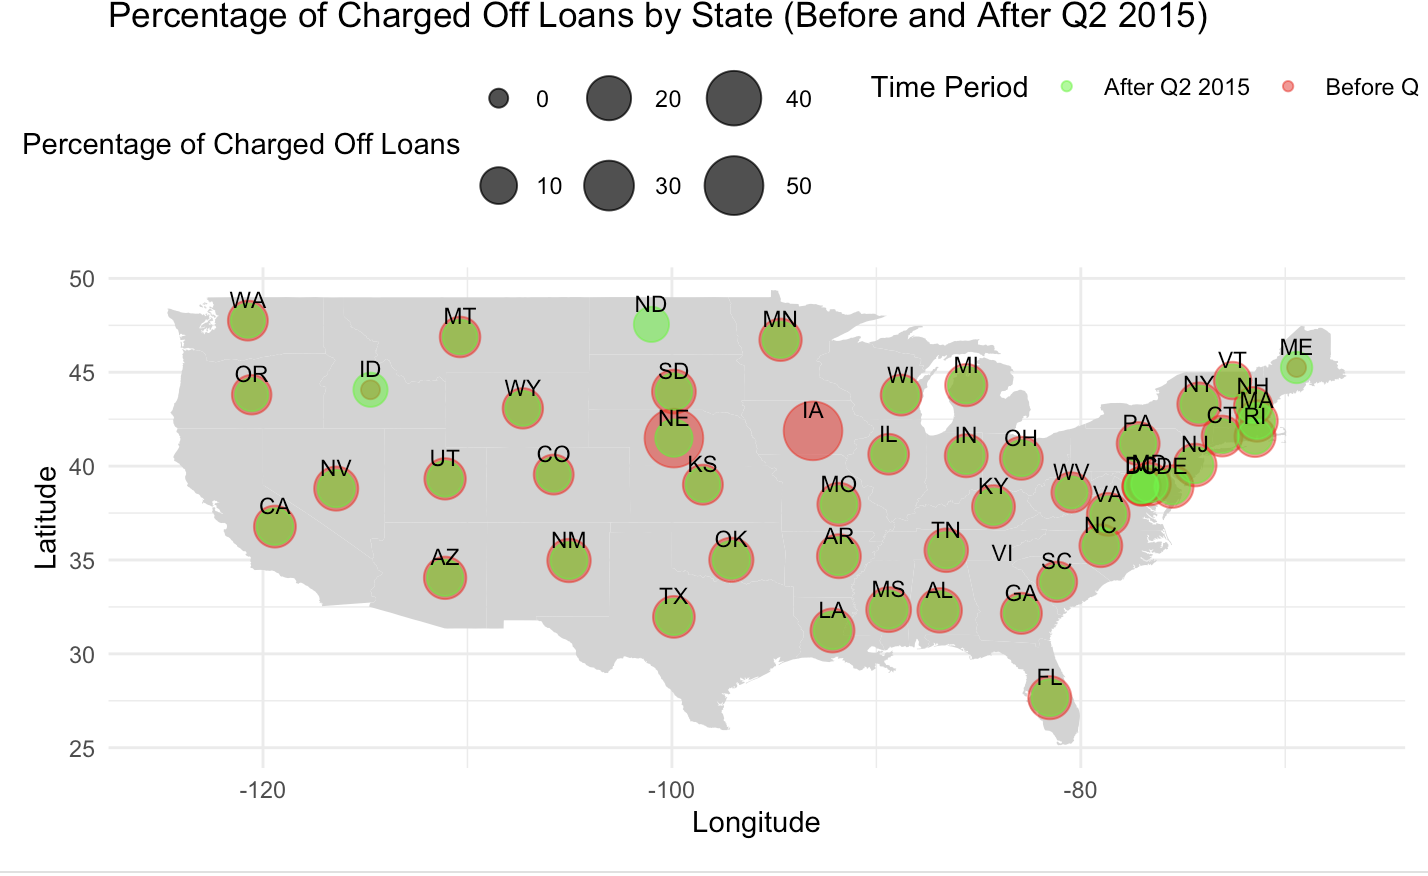 Percentage of Charged Off Loans by State (Before and After Q2 2015)
Percentage of Charged Off Loans
0 20 40
10 30 50
Time Period After Q2 2015 Before Q
50
45
40
35
30
25
Latitude
WA
MT
ND
MN
OR
ID
WY
SD
WI
MI
VT
ME
NY
NH
MA
NE
IA
CT
RI
NV
UT
CO
KS
IL
IN
OH
PA
NJ
MD
DC
DE
CA
MO
KY
WV
VA
AZ
NM
OK
AR
TN
VI
NC
SC
TX
LA
MS
AL
GA
FL
-120 -100 -80
Longitude